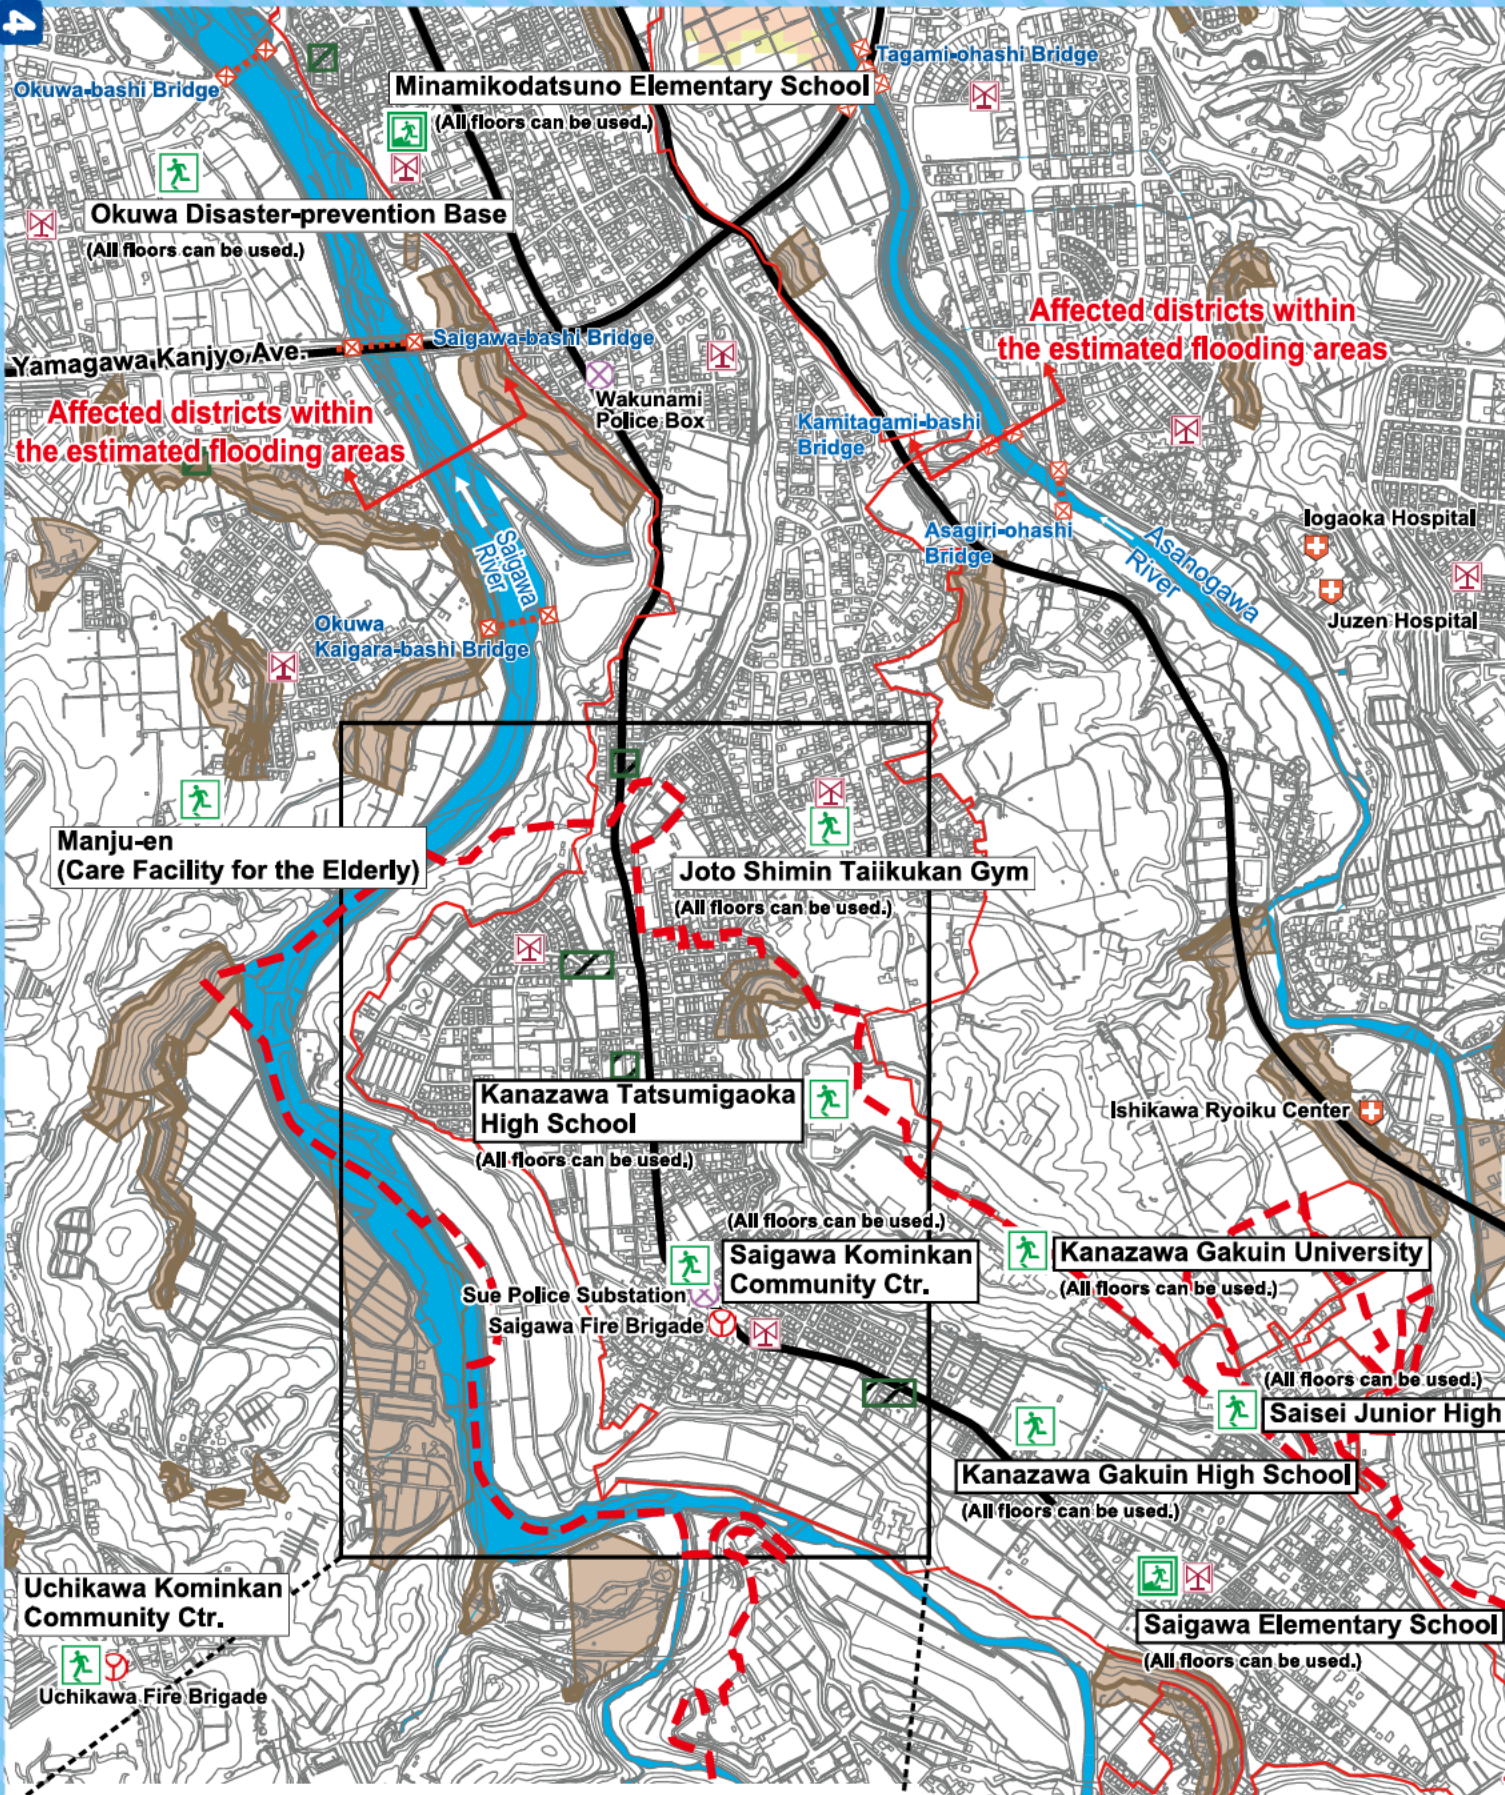 4
Tagami-ohashi Bridge
Okuwa-bashi Bridge
Minamikodatsuno Elementary School
(All floors can be used.)
Okuwa Disaster-prevention Base
(All floors can be used.)
Affected districts within
the estimated flooding areas
Saigawa-bashi Bridge
Yamagawa Kanjyo Ave.
Wakunami
Police Box
Affected districts within
the estimated flooding areas
Kamitagami-bashi
Bridge
Iogaoka Hospital
Asagiri-ohashi
Bridge
Asanogawa
River
Saigawa
River
Juzen Hospital
Okuwa
Kaigara-bashi Bridge
Manju-en
(Care Facility for the Elderly)
Joto Shimin Taiikukan Gym
(All floors can be used.)
Kanazawa Tatsumigaoka
High School
(All floors can be used.)
Ishikawa Ryoiku Center
(All floors can be used.)
Saigawa Kominkan
Community Ctr.
Kanazawa Gakuin University
(All floors can be used.)
Sue Police Substation
Saigawa Fire Brigade
(All floors can be used.)
Saisei Junior High
Kanazawa Gakuin High School
(All floors can be used.)
Uchikawa Kominkan
Community Ctr.
Saigawa Elementary School
(All floors can be used.)
Uchikawa Fire Brigade